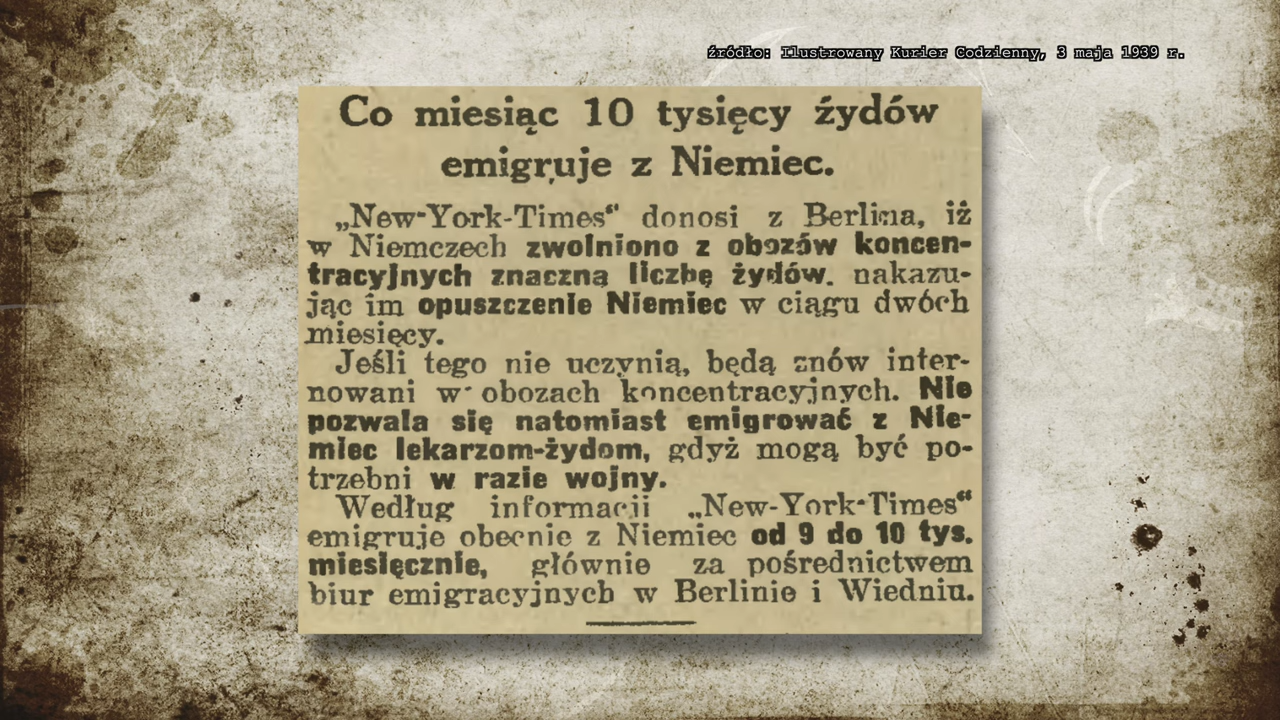 źródło: Ilustrowany Kurier Codzienny, 3 maja 1939 r.
Co miesiąc 10 tysięcy żydów
emigruje z Niemiec.
„New-York-Times“ donosi z Berlina, iż
w Niemczech zwolniono z obozów koncen-
tracyjnych znaczną liczbę żydów, nakazu-
jąc im opuszczenie Niemiec w ciągu dwóch
miesięcy.
Jeśli tego nie uczynią, będą znów inter-
nowani w obozach koncentracyjnych. Nie
pozwala się natomiast emigrować z Nie-
miec lekarzom-żydom, gdyż mogą być po-
trzebni w razie wojny.
Według informacji „New-York-Times“
emigruje obecnie z Niemiec od 9 do 10 tys.
miesięcznie, głównie za pośrednictwem
biur emigracyjnych w Berlinie i Wiedniu.